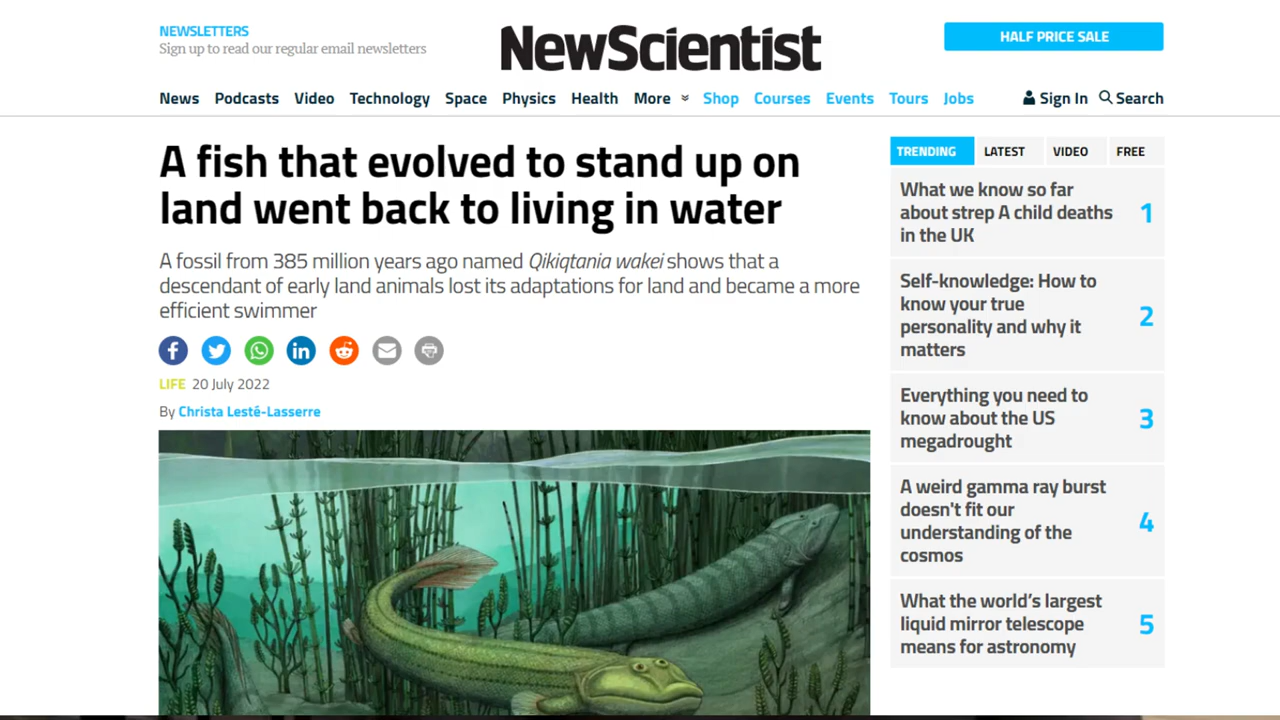 NEWSLETTERS
Sign up to read our regular email newsletters
NewScientist
HALF PRICE SALE
News Podcasts Video Technology Space Physics Health More Shop Courses Events Tours Jobs Sign In Search
A fish that evolved to stand up on
land went back to living in water
A fossil from 385 million years ago named Qikiqtania wakei shows that a
descendant of early land animals lost its adaptations for land and became a more
efficient swimmer
LIFE 20 July 2022
By Christa Lesté-Lasserre
TRENDING LATEST VIDEO FREE
What we know so far
about strep A child deaths
in the UK
1
Self-knowledge: How to
know your true
personality and why it
matters
2
Everything you need to
know about the US
megadrought
3
A weird gamma ray burst
doesn't fit our
understanding of the
cosmos
4
What the world's largest
liquid mirror telescope
means for astronomy
5